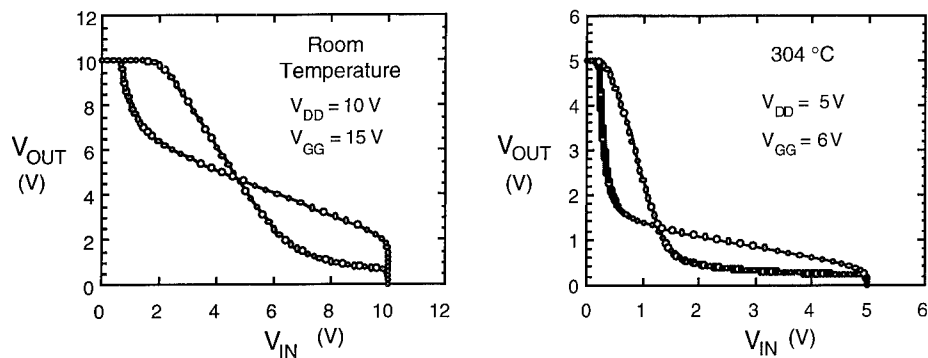 12
10
8
6
4
2
0
V_OUT
(V)
Room
Temperature
V_DD = 10 V
V_GG = 15 V
0 2 4 6 8 10 12
V_IN (V)
6
5
4
3
2
1
0
V_OUT
(V)
304 °C
V_DD = 5 V
V_GG = 6 V
0 1 2 3 4 5 6
V_IN (V)